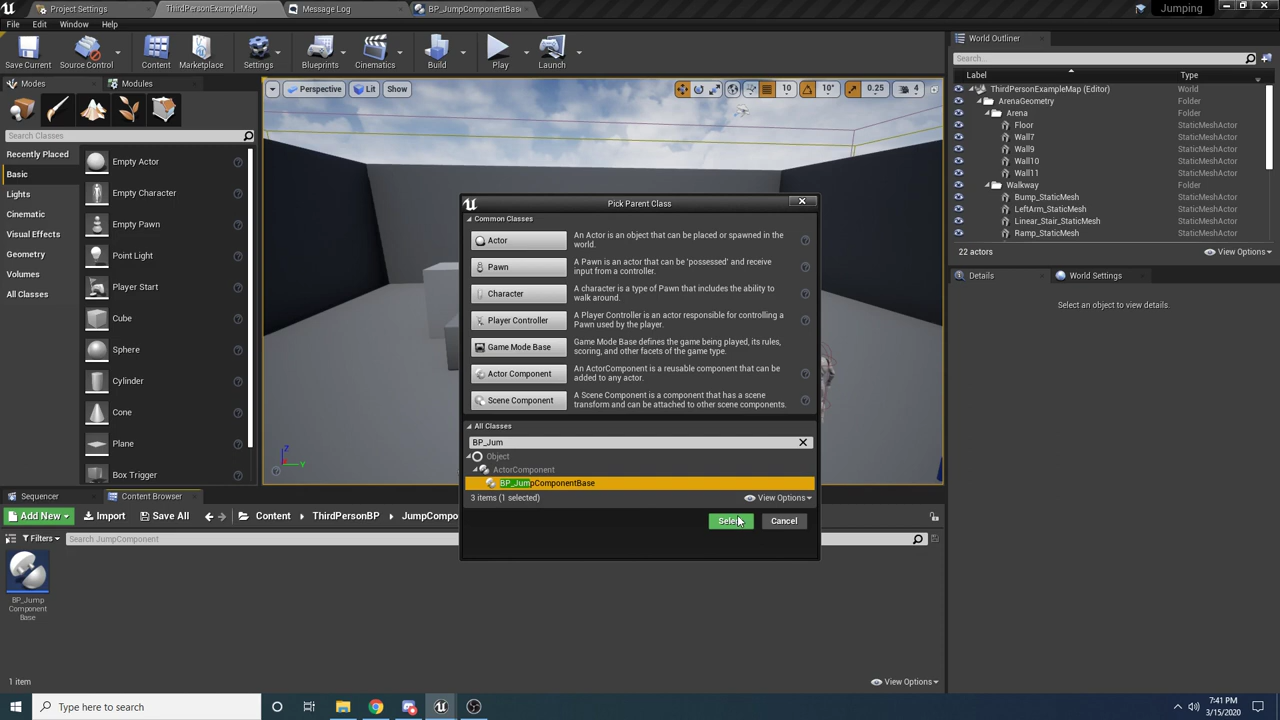 Project Settings
ThirdPersonExampleMap
Message Log
BP_JumpComponentBase
Jumping
File Edit Window Help
Save Current
Source Control
Content
Marketplace
Settings
Blueprints
Cinematics
Build
Play
Launch
World Outliner
Modes
Modules
Perspective
Lit
Show
10
10°
0.25
4
Search...
Label
Type
ThirdPersonExampleMap (Editor) World
ArenaGeometry Folder
Arena Folder
Floor StaticMeshActor
Wall7 StaticMeshActor
Wall9 StaticMeshActor
Wall10 StaticMeshActor
Wall11 StaticMeshActor
Walkway Folder
Bump_StaticMesh StaticMeshActor
LeftArm_StaticMesh StaticMeshActor
Linear_Stair_StaticMesh StaticMeshActor
Ramp_StaticMesh StaticMeshActor
22 actors
View Options
Details
World Settings
Select an object to view details.
Search Classes
Recently Placed
Basic
Lights
Cinematic
Visual Effects
Geometry
Volumes
All Classes
Empty Actor
Empty Character
Empty Pawn
Point Light
Player Start
Cube
Sphere
Cylinder
Cone
Plane
Box Trigger
Z
Y
Pick Parent Class
Common Classes
Actor
An Actor is an object that can be placed or spawned in the
world.
Pawn
A Pawn is an actor that can be 'possessed' and receive
input from a controller.
Character
A character is a type of Pawn that includes the ability to
walk around.
Player Controller
A Player Controller is an actor responsible for controlling a
Pawn used by the player.
Game Mode Base
Game Mode Base defines the game being played, its rules,
scoring, and other facets of the game type.
Actor Component
An ActorComponent is a reusable component that can be
added to any actor.
Scene Component
A Scene Component is a component that has a scene
transform and can be attached to other scene components.
All Classes
BP_Jum
Object
ActorComponent
BP_JumpComponentBase
3 items (1 selected)
View Options
Cancel
Sequencer
Content Browser
Add New
Import
Save All
Content
ThirdPersonBP
JumpCompo
Filters
Search JumpComponent
BP_Jump
Component
Base
1 item
View Options
Type here to search
7:41 PM
3/15/2020